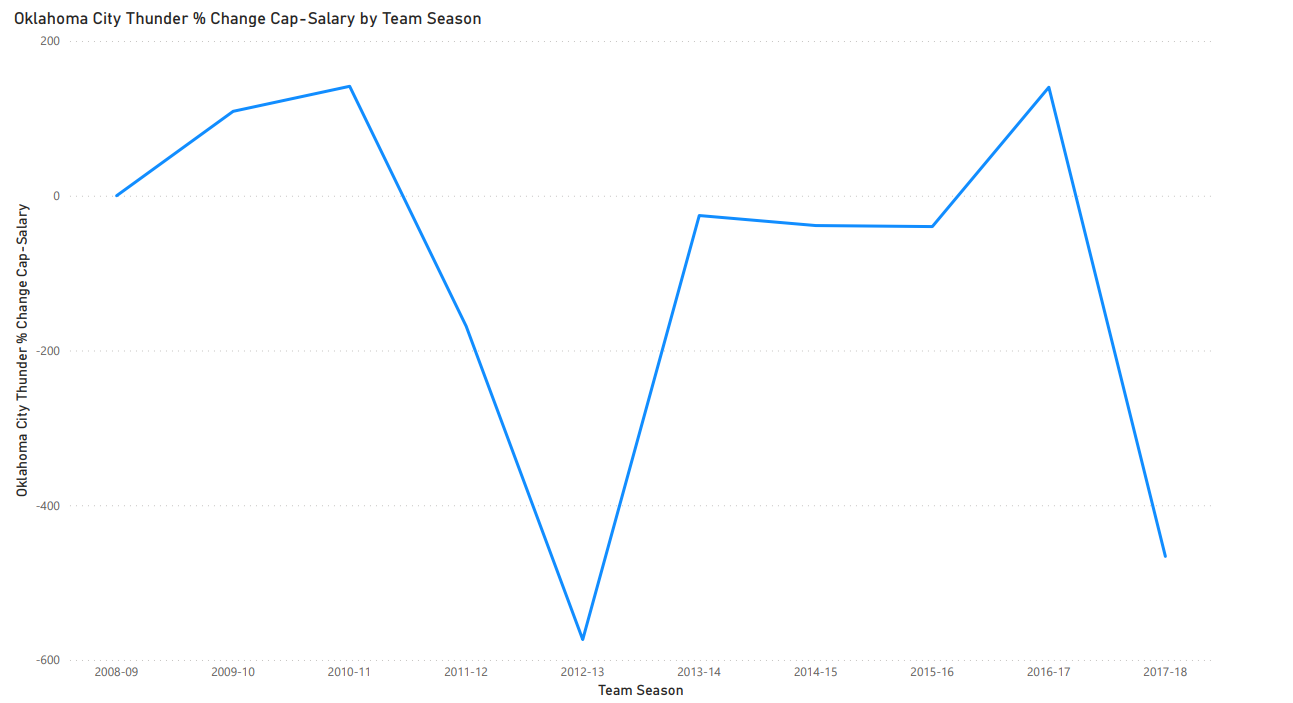 Oklahoma City Thunder % Change Cap-Salary by Team Season
Oklahoma City Thunder % Change Cap-Salary
200
0
-200
-400
-600
2008-09 2009-10 2010-11 2011-12 2012-13 2013-14 2014-15 2015-16 2016-17 2017-18
Team Season